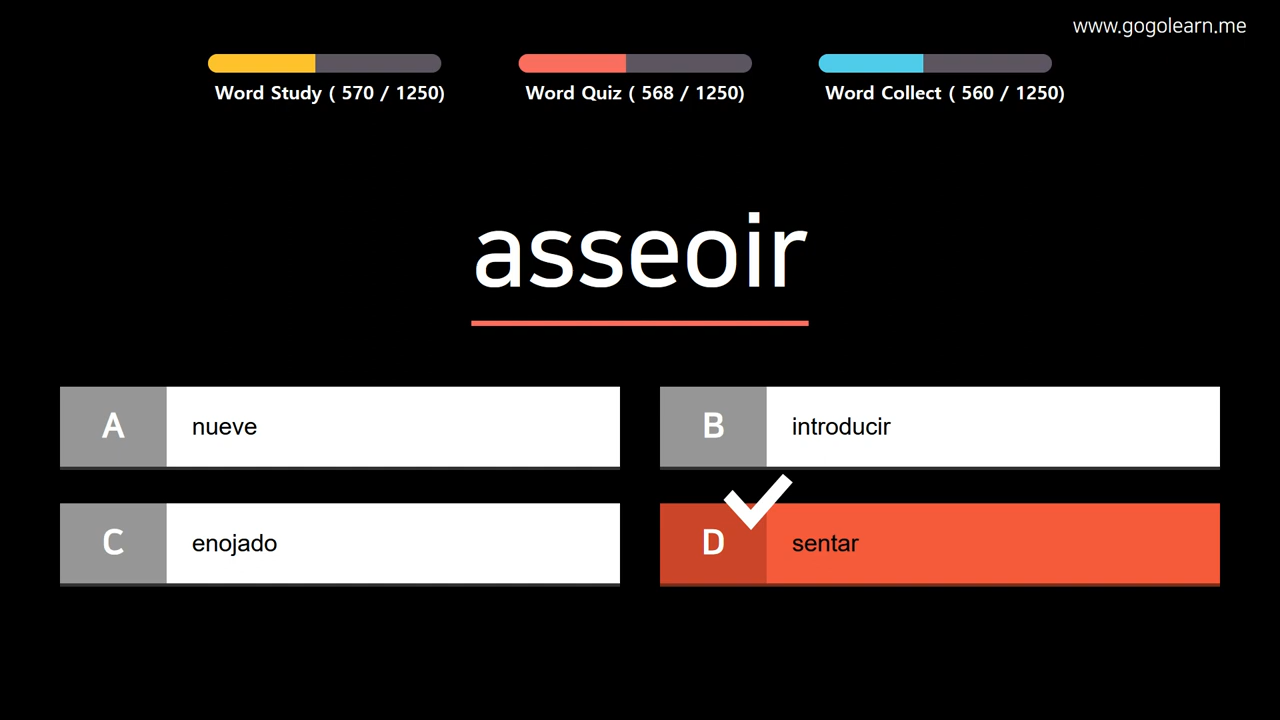 www.gogolearn.me
Word Study ( 570 / 1250)
Word Quiz ( 568 / 1250)
Word Collect ( 560 / 1250)
asseoir
A nueve
B introducir
C enojado
D sentar